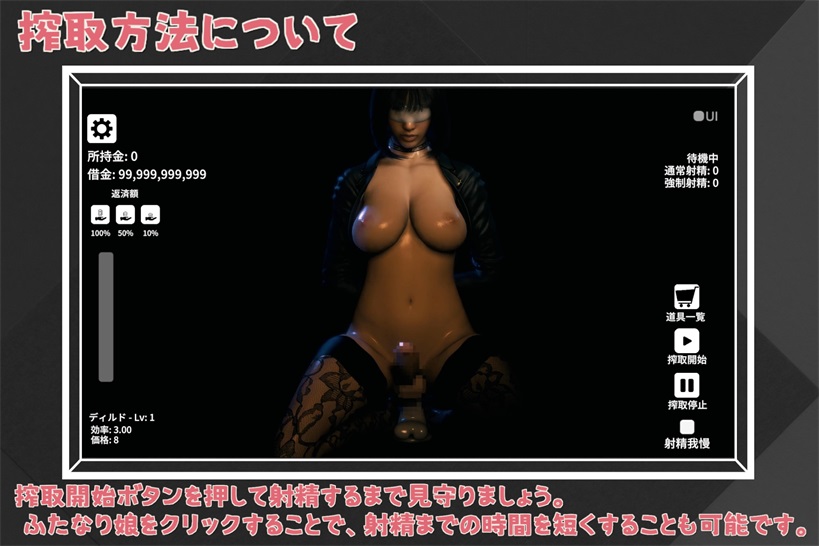 搾取方法について
UI
所持金: 0
借金: 99,999,999,999
返済額
100% 50% 10%
待機中
通常射精: 0
強制射精: 0
道具一覧
搾取開始
搾取停止
射精我慢
ディルド - Lv: 1
効率: 3.00
価格: 8
搾取開始ボタンを押して射精するまで見守りましょう。
ふたなり娘をクリックすることで、射精までの時間を短くすることも可能です。